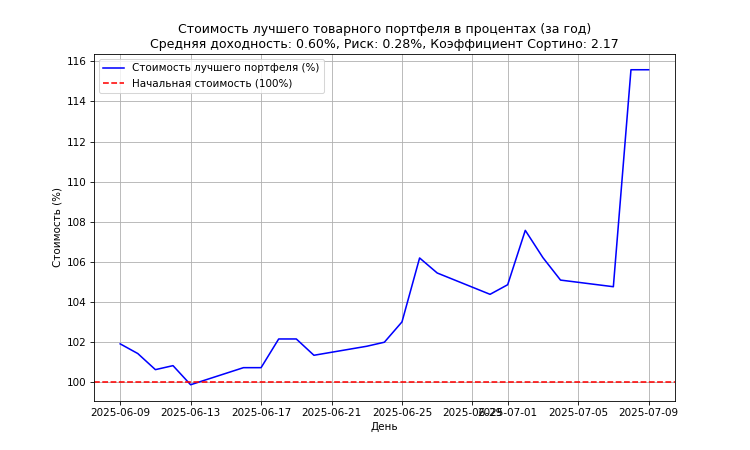 Стоимость лучшего товарного портфеля в процентах (за год)
Средняя доходность: 0.60%, Риск: 0.28%, Коэффициент Сортино: 2.17
Стоимость лучшего портфеля (%)
Начальная стоимость (100%)
116
114
112
110
108
106
104
102
100
Стоимость (%)
2025-06-09 2025-06-13 2025-06-17 2025-06-21 2025-06-25 2025-06-29 2025-07-01 2025-07-05 2025-07-09
День